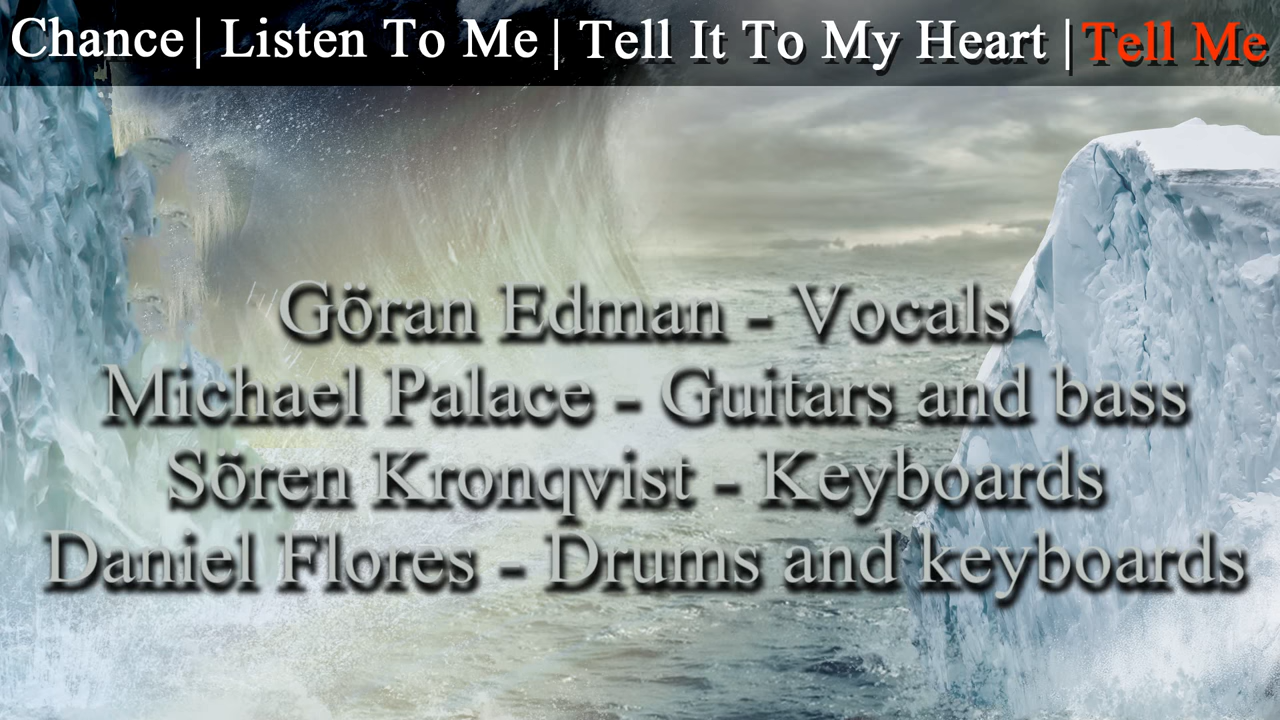 Chance| Listen To Me| Tell It To My Heart |Tell Me
Göran Edman - Vocals
Michael Palace - Guitars and bass
Sören Kronqvist - Keyboards
Daniel Flores - Drums and keyboards